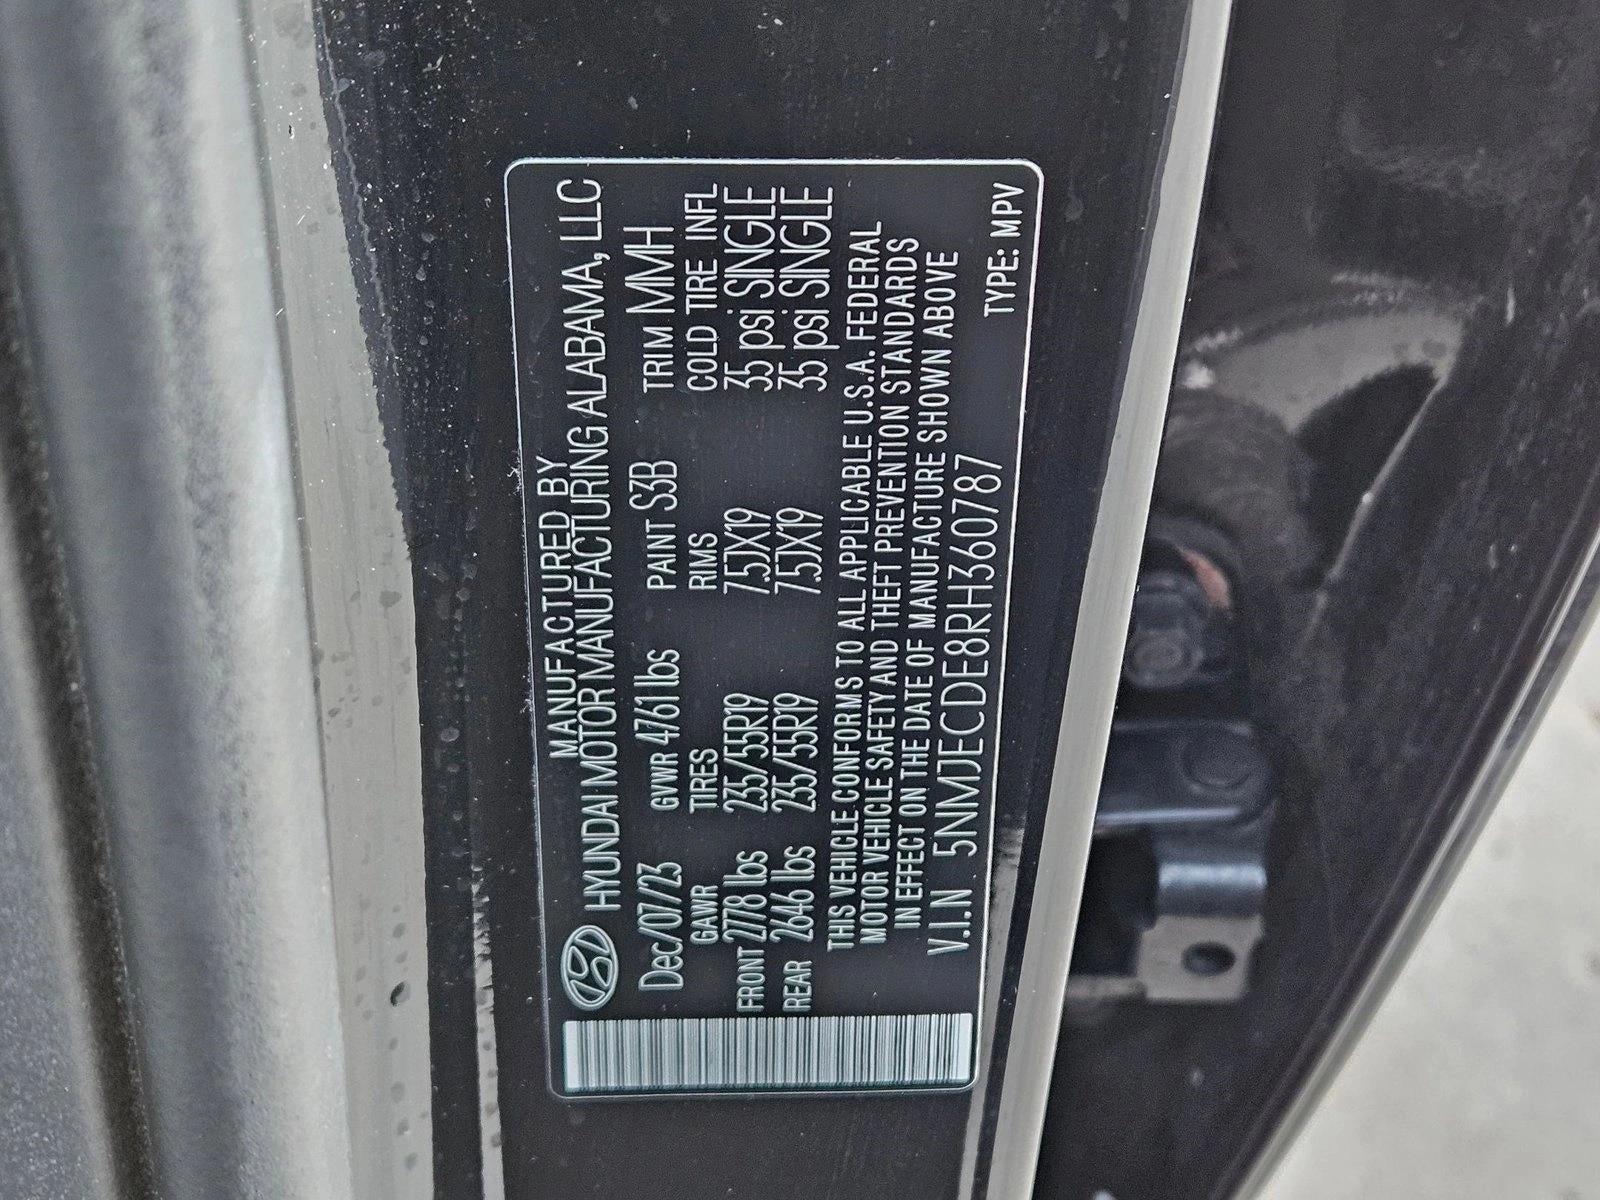 MANUFACTURED BY
HYUNDAI MOTOR MANUFACTURING ALABAMA, LLC
Dec/07/23 GVWR 4761 lbs PAINT S3B TRIM MMH
GAWR TIRES RIMS COLD TIRE INFL
FRONT 2778 lbs 235/55R19 7.5JX19 35 psi SINGLE
REAR 2646 lbs 235/55R19 7.5JX19 35 psi SINGLE
THIS VEHICLE CONFORMS TO ALL APPLICABLE U.S.A. FEDERAL
MOTOR VEHICLE SAFETY AND THEFT PREVENTION STANDARDS
IN EFFECT ON THE DATE OF MANUFACTURE SHOWN ABOVE
V.I.N 5NMJECDE8RH360787
TYPE: MPV